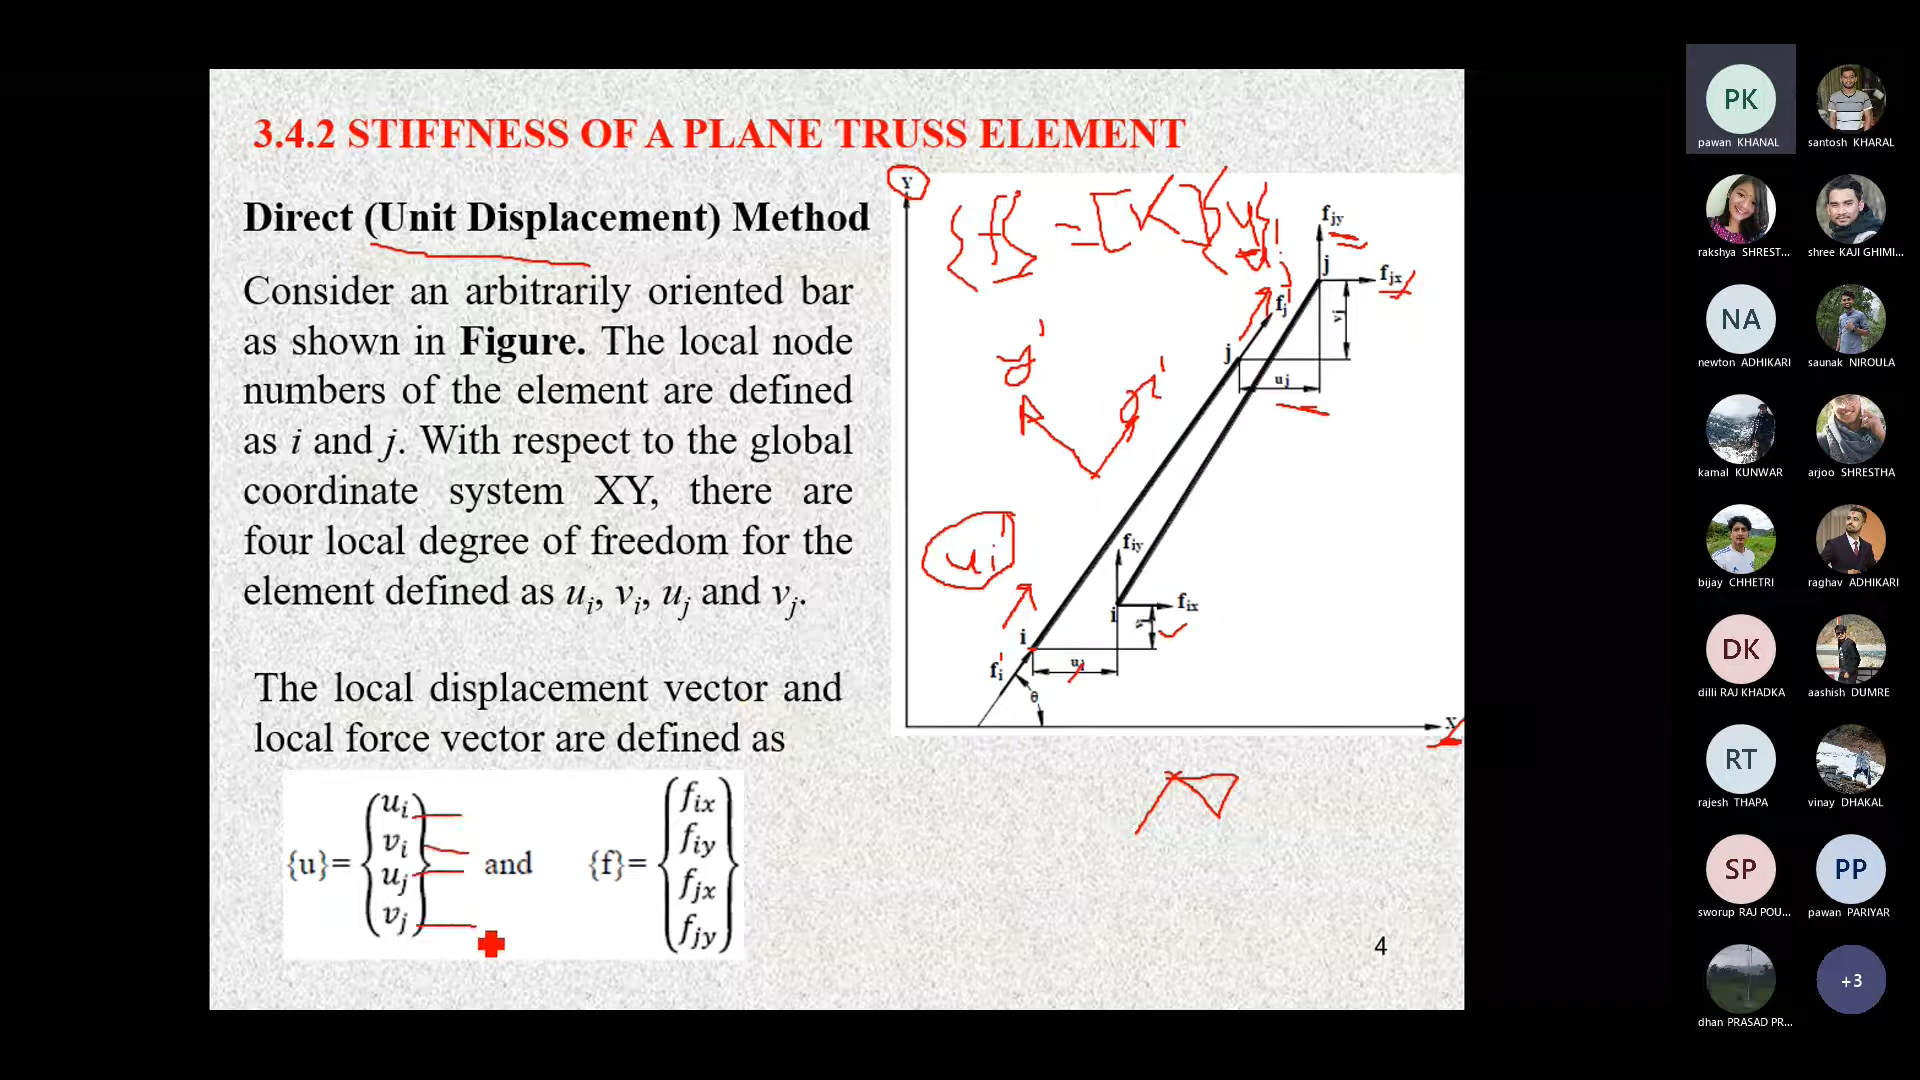 3.4.2 STIFFNESS OF A PLANE TRUSS ELEMENT
Direct (Unit Displacement) Method
Consider an arbitrarily oriented bar
as shown in Figure. The local node
numbers of the element are defined
as i and j. With respect to the global
coordinate system XY, there are
four local degree of freedom for the
element defined as ui, vi, uj and vj.
The local displacement vector and
local force vector are defined as
{u}=
ui
vi
uj
vj
and
{f}=
fix
fiy
fjx
fjy
Y
{f} = [K]{u}
fjy
j
fjx
fj'
vj
j
uj
y'
x'
ui'
fiy
fix
i
i
ui
fi'
θ
X
4
PK
pawan KHANAL
santosh KHARAL
rakshya SHREST...
shree KAJI GHIMI...
NA
newton ADHIKARI
saunak NIROULA
kamal KUNWAR
arjoo SHRESTHA
bijay CHHETRI
raghav ADHIKARI
DK
dilli RAJ KHADKA
aashish DUMRE
RT
rajesh THAPA
vinay DHAKAL
SP
sworup RAJ POU...
PP
pawan PARIYAR
dhan PRASAD PR...
+3